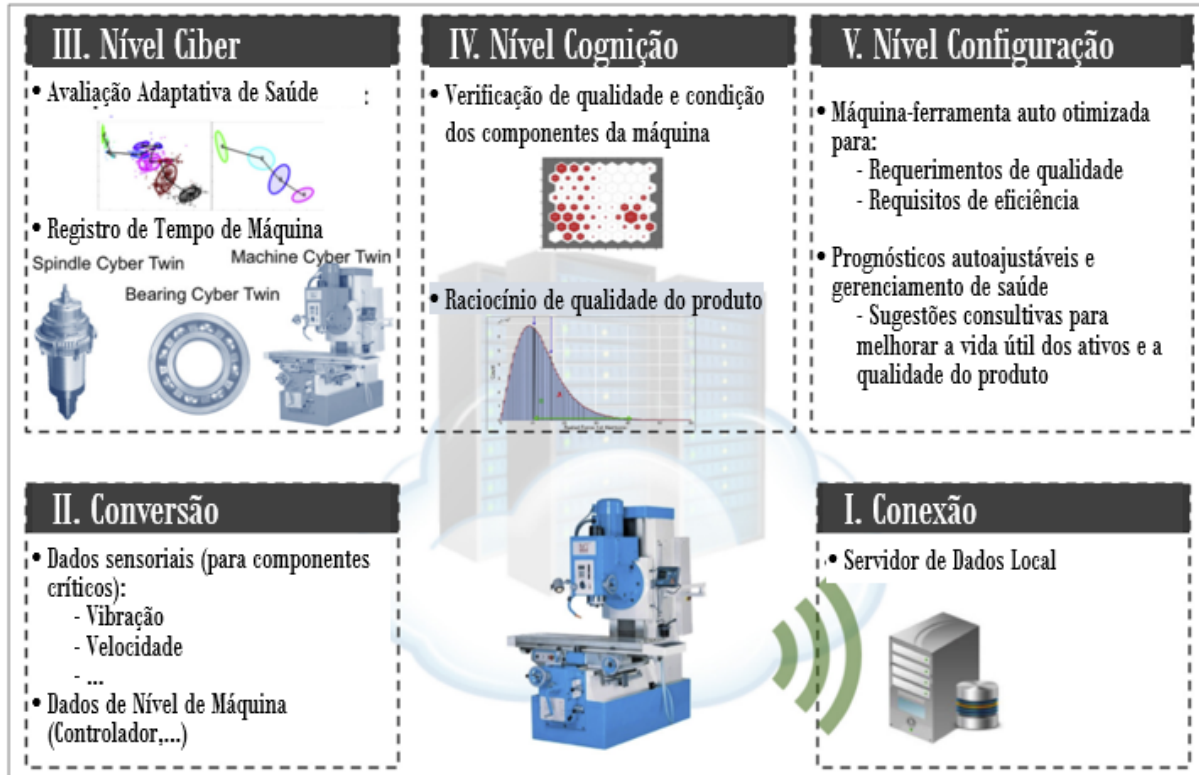 III. Nível Ciber
• Avaliação Adaptativa de Saúde :
• Registro de Tempo de Máquina
Spindle Cyber Twin
Machine Cyber Twin
Bearing Cyber Twin
IV. Nível Cognição
• Verificação de qualidade e condição
dos componentes da máquina
• Raciocínio de qualidade do produto
V. Nível Configuração
• Máquina-ferramenta auto otimizada
para:
- Requerimentos de qualidade
- Requisitos de eficiência
• Prognósticos autoajustáveis e
gerenciamento de saúde
- Sugestões consultivas para
melhorar a vida útil dos ativos e a
qualidade do produto
II. Conversão
• Dados sensoriais (para componentes
críticos):
- Vibração
- Velocidade
- ...
• Dados de Nível de Máquina
(Controlador,...)
I. Conexão
• Servidor de Dados Local